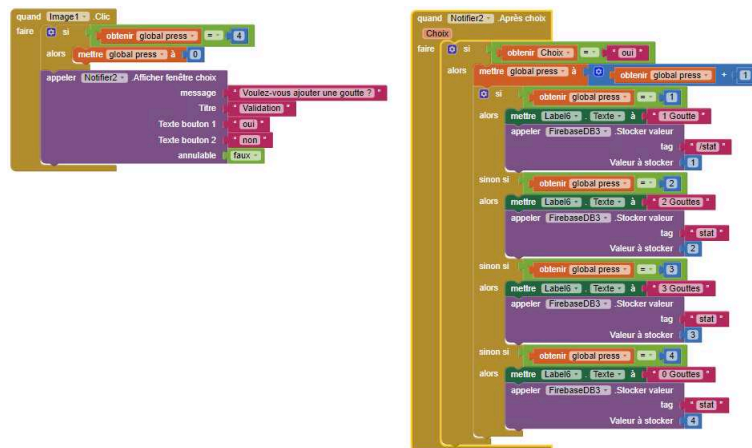 quand Image1 .Clic
faire si obtenir global press = 4
alors mettre global press à 0
appeler Notifier2 .Afficher fenêtre choix
message " Voulez-vous ajouter une goutte ? "
Titre " Validation "
Texte bouton 1 " oui "
Texte bouton 2 " non "
annulable faux
quand Notifier2 .Après choix
Choix
faire si obtenir Choix = " oui "
alors mettre global press à obtenir global press + 1
si obtenir global press = 1
alors mettre Label6 . Texte à " 1 Goutte "
appeler FirebaseDB3 .Stocker valeur
tag " /stat "
Valeur à stocker 1
sinon si obtenir global press = 2
alors mettre Label6 . Texte à " 2 Gouttes "
appeler FirebaseDB3 .Stocker valeur
tag " stat "
Valeur à stocker 2
sinon si obtenir global press = 3
alors mettre Label6 . Texte à " 3 Gouttes "
appeler FirebaseDB3 .Stocker valeur
tag " stat "
Valeur à stocker 3
sinon si obtenir global press = 4
alors mettre Label6 . Texte à " 0 Gouttes "
appeler FirebaseDB3 .Stocker valeur
tag " stat "
Valeur à stocker 4